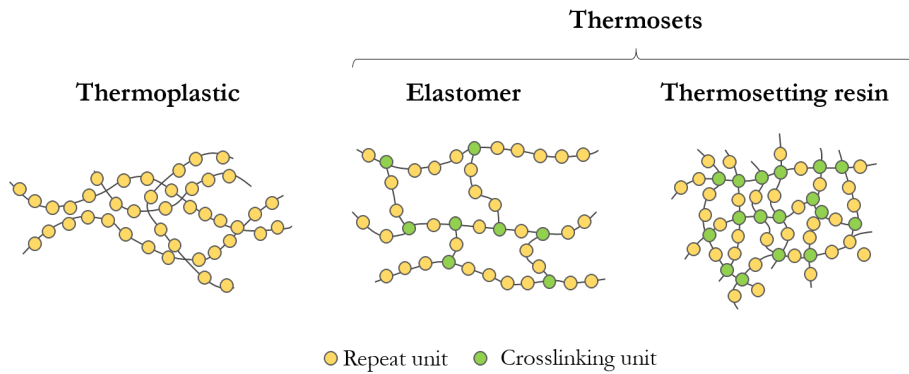 Thermosets
Thermoplastic
Elastomer
Thermosetting resin
Repeat unit
Crosslinking unit